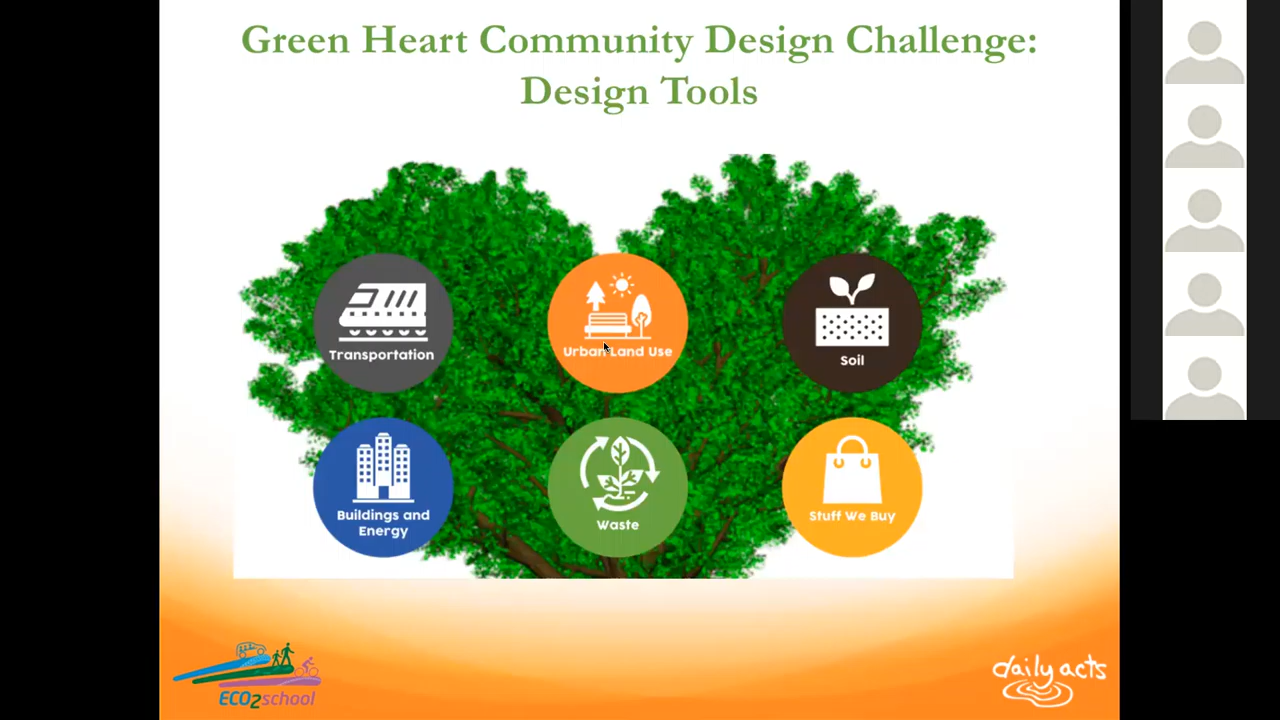 Green Heart Community Design Challenge:
Design Tools
Transportation
Urban Land Use
Soil
Buildings and
Energy
Waste
Stuff We Buy
ECO2school
daily acts